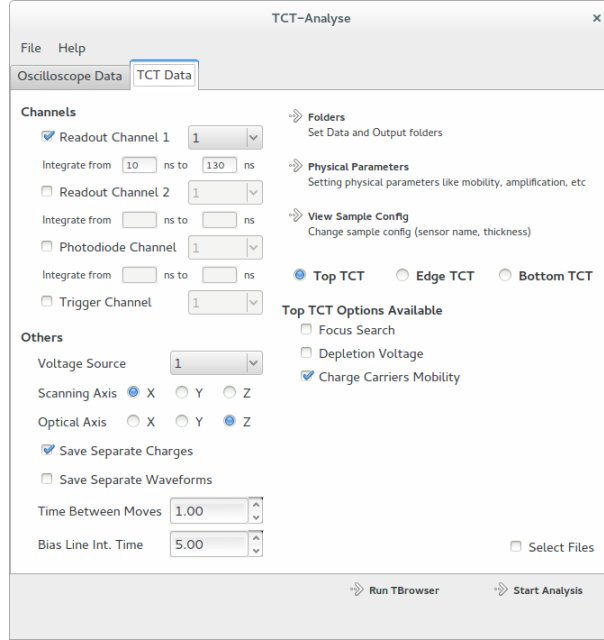 TCT-Analyse
File Help
Oscilloscope Data TCT Data
Channels
Readout Channel 1 1
Integrate from 10 ns to 130 ns
Readout Channel 2 1
Integrate from ns to ns
Photodiode Channel 1
Integrate from ns to ns
Trigger Channel 1
Others
Voltage Source 1
Scanning Axis X Y Z
Optical Axis X Y Z
Save Separate Charges
Save Separate Waveforms
Time Between Moves 1.00
Bias Line Int. Time 5.00
Folders
Set Data and Output folders
Physical Parameters
Setting physical parameters like mobility, amplification, etc
View Sample Config
Change sample config (sensor name, thickness)
Top TCT Edge TCT Bottom TCT
Top TCT Options Available
Focus Search
Depletion Voltage
Charge Carriers Mobility
Select Files
Run TBrowser Start Analysis